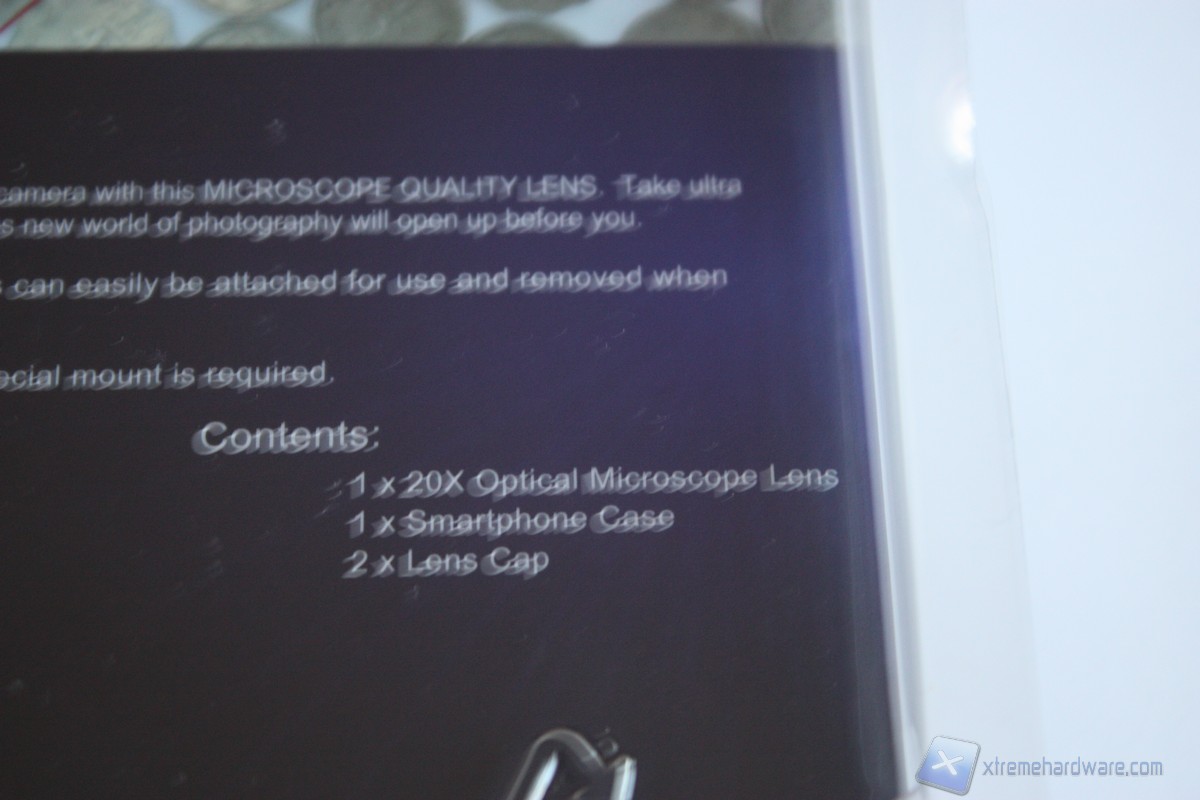 camera with this MICROSCOPE QUALITY LENS. Take ultra
s new world of photography will open up before you.
s can easily be attached for use and removed when
ecial mount is required.
Contents:
1 x 20X Optical Microscope Lens
1 x Smartphone Case
2 x Lens Cap
xtremehardware.com